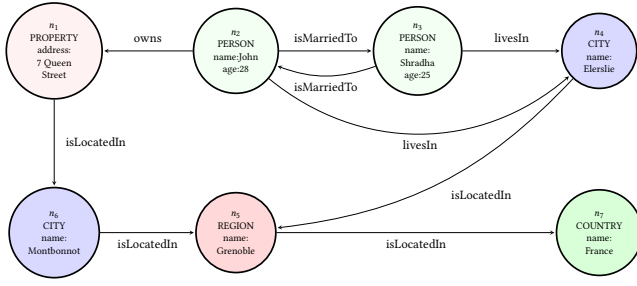 n1
PROPERTY
address:
7 Queen
Street
owns
n2
PERSON
name:John
age:28
isMarriedTo
isMarriedTo
n3
PERSON
name:
Shradha
age:25
livesIn
n4
CITY
name:
Elerslie
livesIn
isLocatedIn
isLocatedIn
n6
CITY
name:
Montbonnot
isLocatedIn
n5
REGION
name:
Grenoble
isLocatedIn
n7
COUNTRY
name:
France